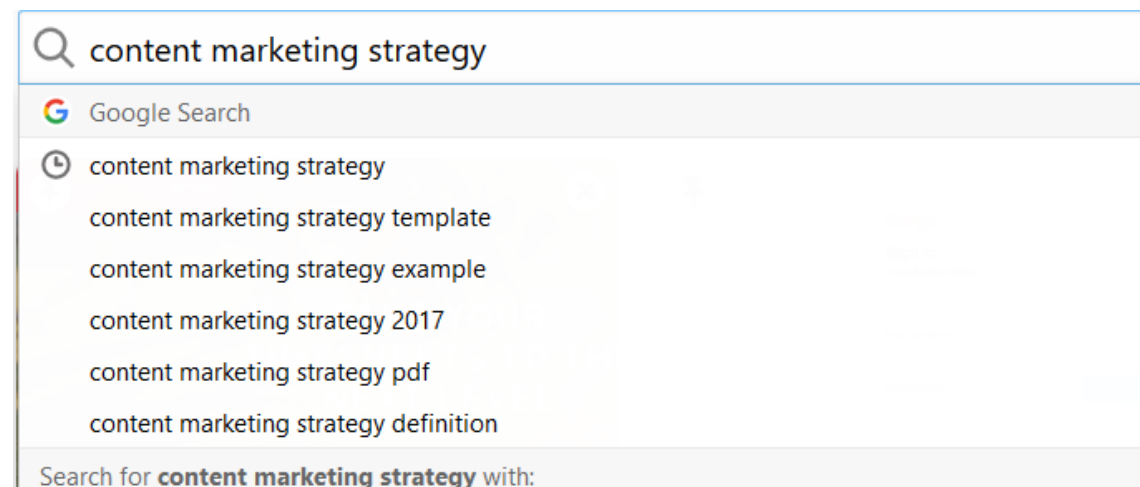 content marketing strategy
Google Search
content marketing strategy
content marketing strategy template
content marketing strategy example
content marketing strategy 2017
content marketing strategy pdf
content marketing strategy definition
Search for content marketing strategy with: